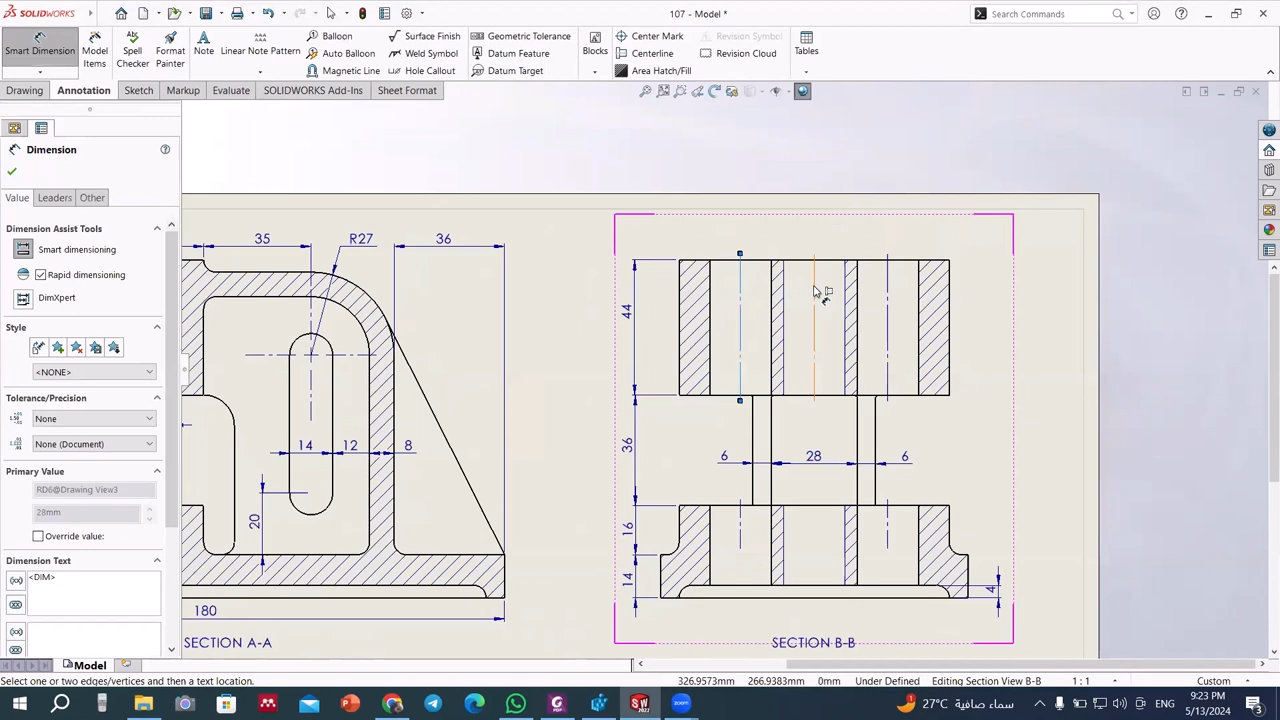 SOLIDWORKS
107 - Model *
Search Commands
Smart Dimension
Model Items
Spell Checker
Format Painter
Note
Linear Note Pattern
Balloon
Auto Balloon
Magnetic Line
Surface Finish
Weld Symbol
Hole Callout
Geometric Tolerance
Datum Feature
Datum Target
Blocks
Center Mark
Centerline
Area Hatch/Fill
Revision Symbol
Revision Cloud
Tables
Drawing
Annotation
Sketch
Markup
Evaluate
SOLIDWORKS Add-Ins
Sheet Format
Dimension
Value
Leaders
Other
Dimension Assist Tools
Smart dimensioning
Rapid dimensioning
DimXpert
Style
<NONE>
Tolerance/Precision
None
None (Document)
Primary Value
RD6@Drawing View3
28mm
Override value:
Dimension Text
<DIM>
35
R27
36
14
12
8
20
180
SECTION A-A
44
36
6
28
6
16
14
4
SECTION B-B
Model
Select one or two edges/vertices and then a text location.
326.9573mm
266.9383mm
0mm
Under Defined
Editing Section View B-B
1 : 1
Custom
27°C
سماء صافية
ENG
9:23 PM
5/13/2024